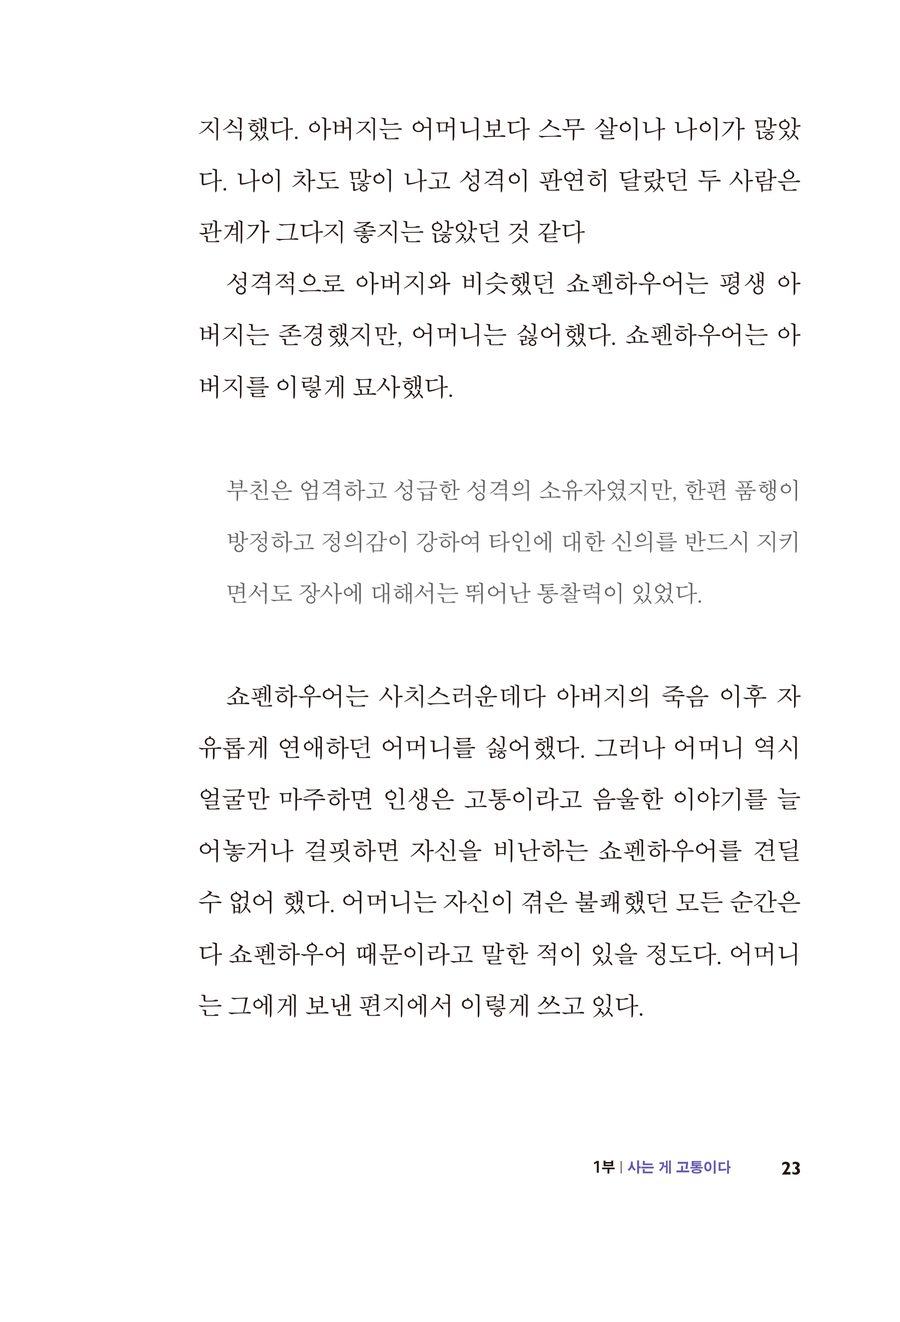 지식했다. 아버지는 어머니보다 스무 살이나 나이가 많았
다. 나이 차도 많이 나고 성격이 판연히 달랐던 두 사람은
관계가 그다지 좋지는 않았던 것 같다
성격적으로 아버지와 비슷했던 쇼펜하우어는 평생 아
버지는 존경했지만, 어머니는 싫어했다. 쇼펜하우어는 아
버지를 이렇게 묘사했다.
부친은 엄격하고 성급한 성격의 소유자였지만, 한편 품행이
방정하고 정의감이 강하여 타인에 대한 신의를 반드시 지키
면서도 장사에 대해서는 뛰어난 통찰력이 있었다.
쇼펜하우어는 사치스러운데다 아버지의 죽음 이후 자
유롭게 연애하던 어머니를 싫어했다. 그러나 어머니 역시
얼굴만 마주하면 인생은 고통이라고 음울한 이야기를 늘
어놓거나 걸핏하면 자신을 비난하는 쇼펜하우어를 견딜
수 없어 했다. 어머니는 자신이 겪은 불쾌했던 모든 순간은
다 쇼펜하우어 때문이라고 말한 적이 있을 정도다. 어머니
는 그에게 보낸 편지에서 이렇게 쓰고 있다.
1부 | 사는 게 고통이다 23